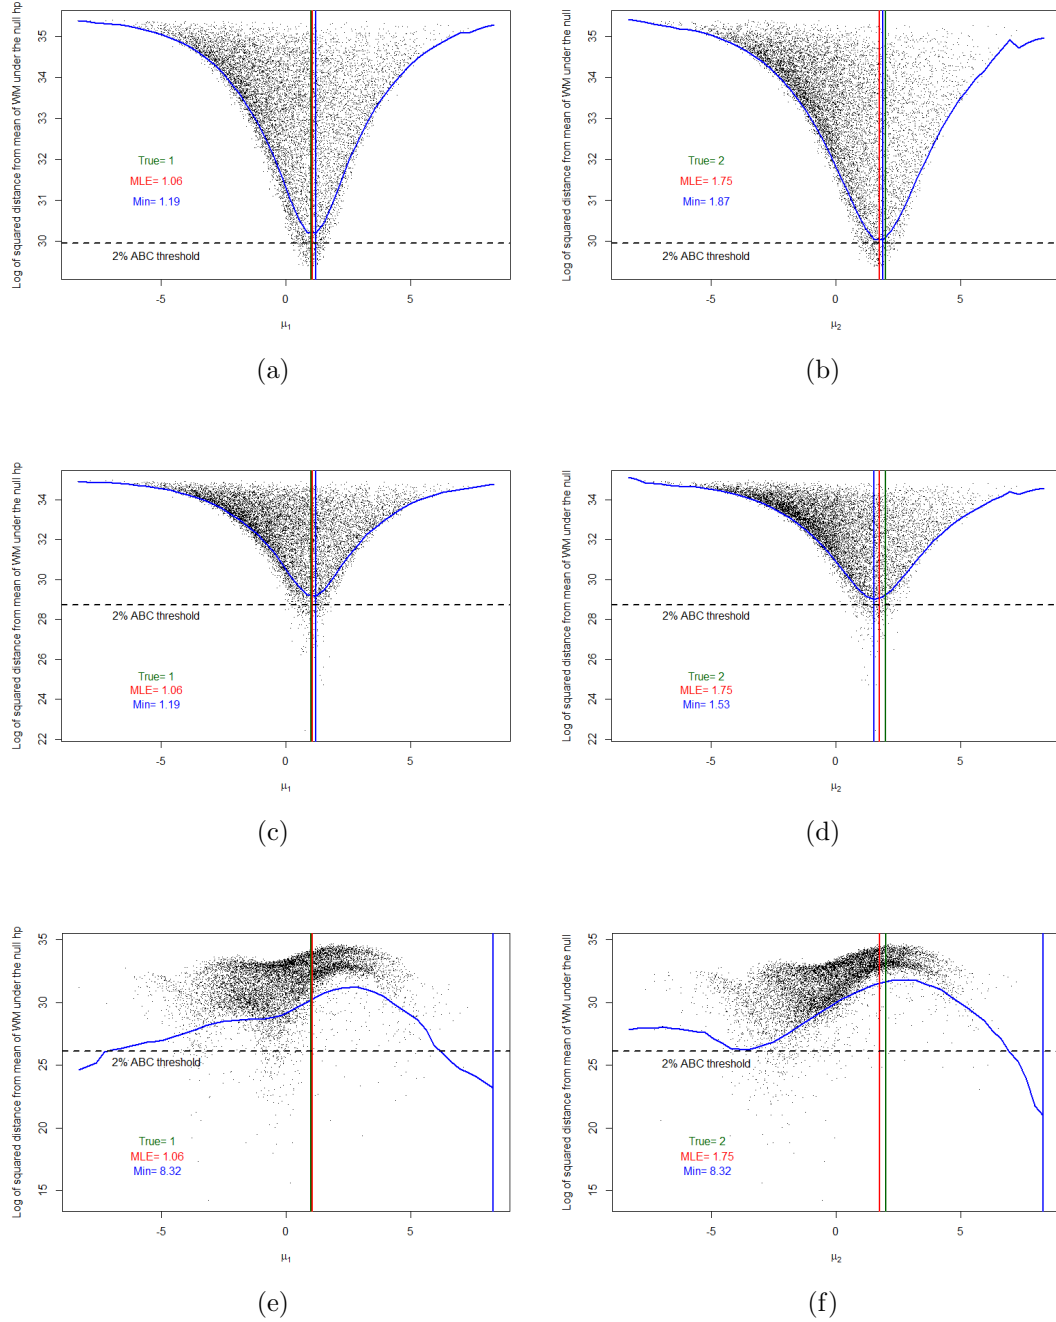 Log of squared distance from mean of WM under the null hp
35
34
33
32
31
30
True= 1
MLE= 1.06
Min= 1.19
2% ABC threshold
-5
0
5
μ1
(a)
Log of squared distance from mean of WM under the null
35
34
33
32
31
30
True= 2
MLE= 1.75
Min= 1.87
2% ABC threshold
-5
0
5
μ2
(b)
Log of squared distance from mean of WM under the null hp
34
32
30
28
26
24
22
2% ABC threshold
True= 1
MLE= 1.06
Min= 1.19
-5
0
5
μ1
(c)
Log of squared distance from mean of WM under the null
34
32
30
28
26
24
22
2% ABC threshold
True= 2
MLE= 1.75
Min= 1.53
-5
0
5
μ2
(d)
Log of squared distance from mean of WM under the null hp
35
30
25
20
15
2% ABC threshold
True= 1
MLE= 1.06
Min= 8.32
-5
0
5
μ1
(e)
Log of squared distance from mean of WM under the null
35
30
25
20
15
2% ABC threshold
True= 2
MLE= 1.75
Min= 8.32
-5
0
5
μ2
(f)